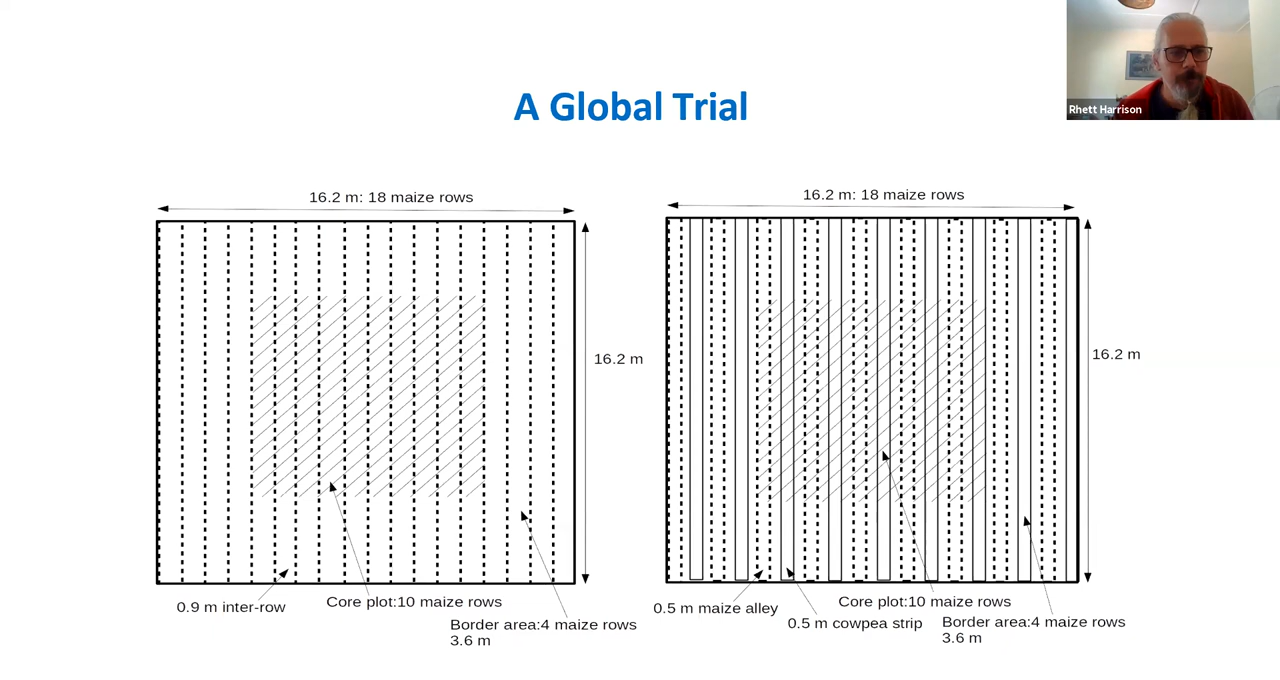 Rhett Harrison
A Global Trial
16.2 m: 18 maize rows
16.2 m
0.9 m inter-row
Core plot:10 maize rows
Border area:4 maize rows
3.6 m
16.2 m: 18 maize rows
16.2 m
0.5 m maize alley
0.5 m cowpea strip
Core plot:10 maize rows
Border area:4 maize rows
3.6 m